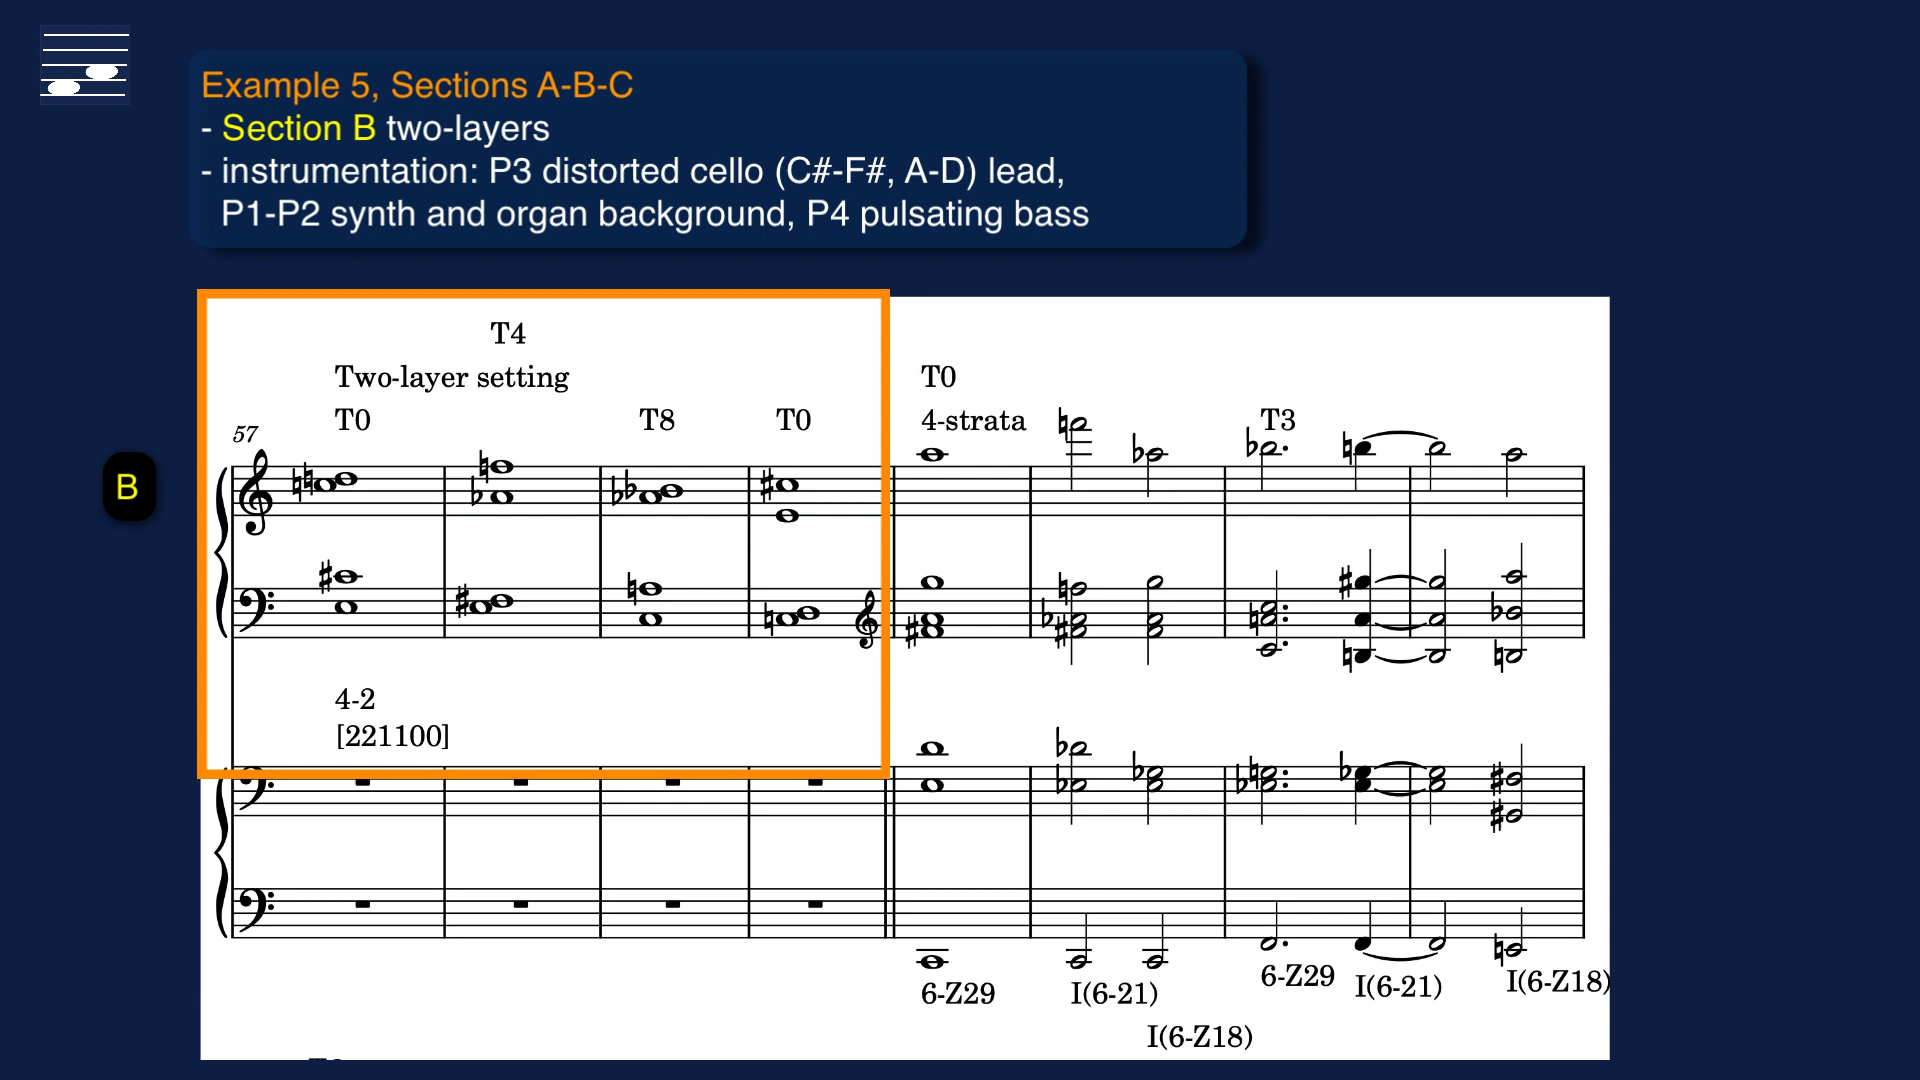 Example 5, Sections A-B-C
- Section B two-layers
- instrumentation: P3 distorted cello (C#-F#, A-D) lead,
P1-P2 synth and organ background, P4 pulsating bass
T4
Two-layer setting
T0
T0
T8
T0
4-strata
T3
57
B
4-2
[221100]
6-Z29
I(6-21)
6-Z29
I(6-21)
I(6-Z18)
I(6-Z18)